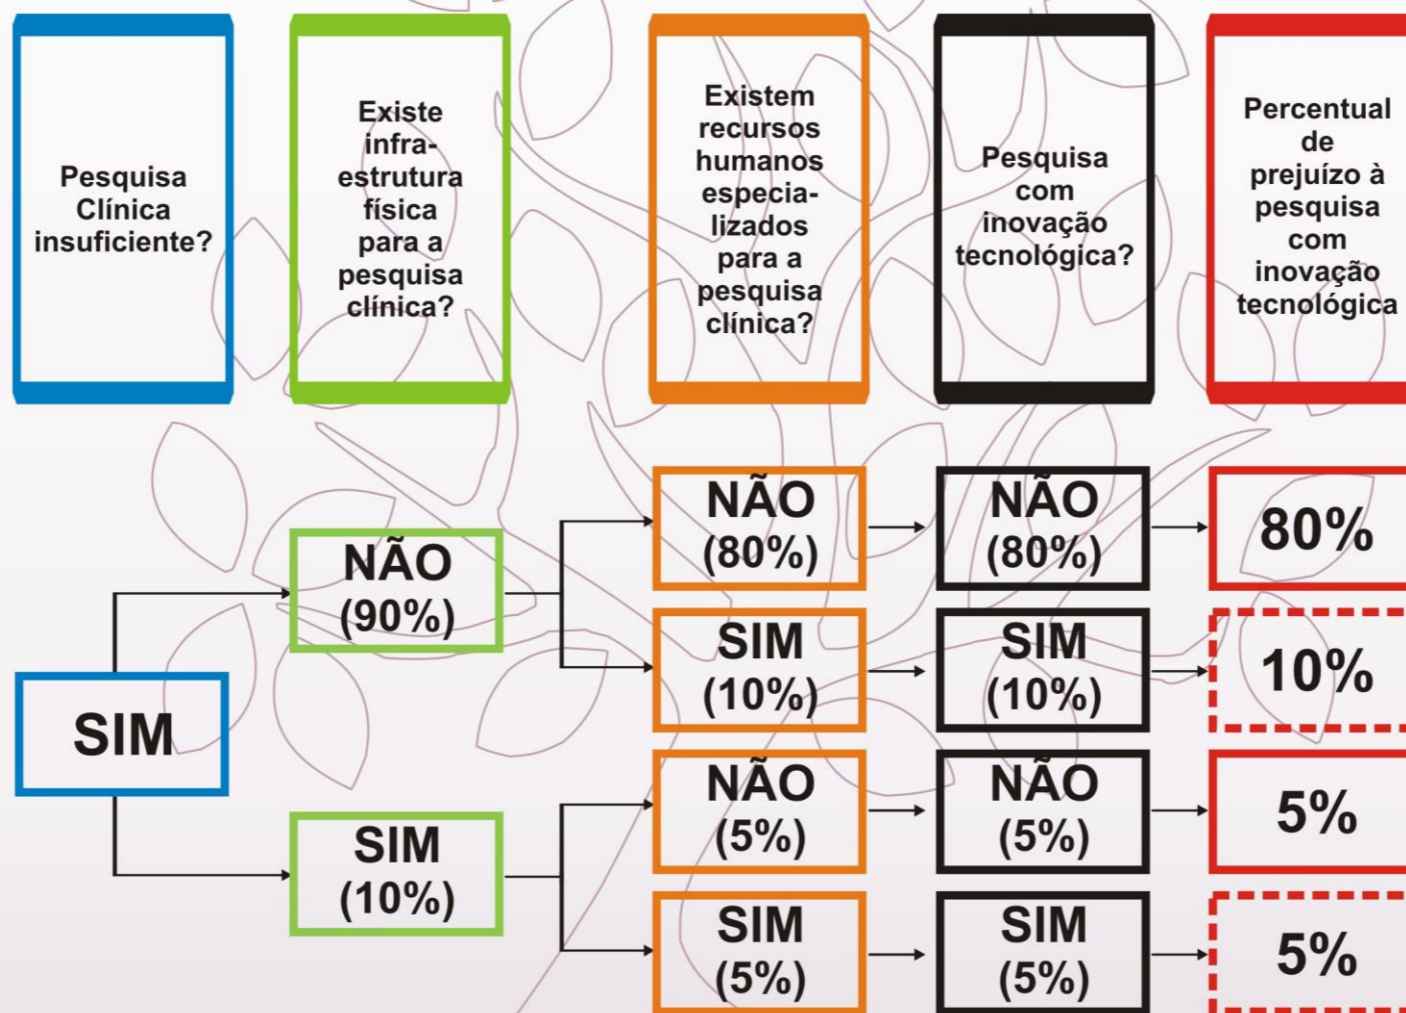 Pesquisa
Clínica
insuficiente?
Existe
infra-
estrutura
física
para a
pesquisa
clínica?
Existem
recursos
humanos
especia-
lizados
para a
pesquisa
clínica?
Pesquisa
com
inovação
tecnológica?
Percentual
de
prejuízo à
pesquisa
com
inovação
tecnológica
SIM
NÃO
(90%)
SIM
(10%)
NÃO
(80%)
NÃO
(80%)
80%
SIM
(10%)
SIM
(10%)
10%
NÃO
(5%)
NÃO
(5%)
5%
SIM
(5%)
SIM
(5%)
5%